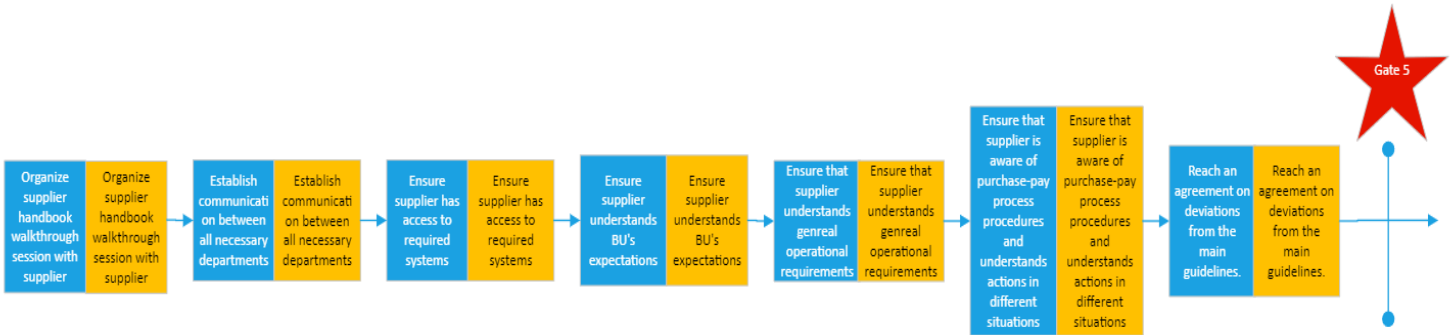 Gate 5
Organize
supplier
handbook
walkthrough
session with
supplier
Organize
supplier
handbook
walkthrough
session with
supplier
Establish
communicati
on between
all necessary
departments
Establish
communicati
on between
all necessary
departments
Ensure
supplier has
access to
required
systems
Ensure
supplier has
access to
required
systems
Ensure
supplier
understands
BU's
expectations
Ensure
supplier
understands
BU's
expectations
Ensure that
supplier
understands
genreal
operational
requirements
Ensure that
supplier
understands
genreal
operational
requirements
Ensure that
supplier is
aware of
purchase-pay
process
procedures
and
understands
actions in
different
situations
Ensure that
supplier is
aware of
purchase-pay
process
procedures
and
understands
actions in
different
situations
Reach an
agreement on
deviations
from the
main
guidelines.
Reach an
agreement on
deviations
from the
main
guidelines.